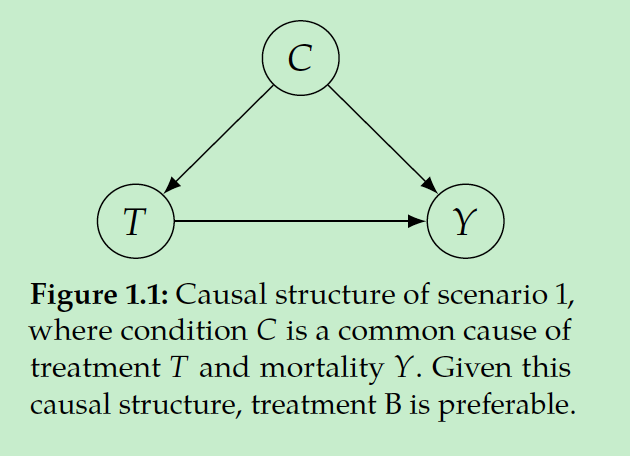 C
T
Y
Figure 1.1: Causal structure of scenario 1,
where condition C is a common cause of
treatment T and mortality Y. Given this
causal structure, treatment B is preferable.